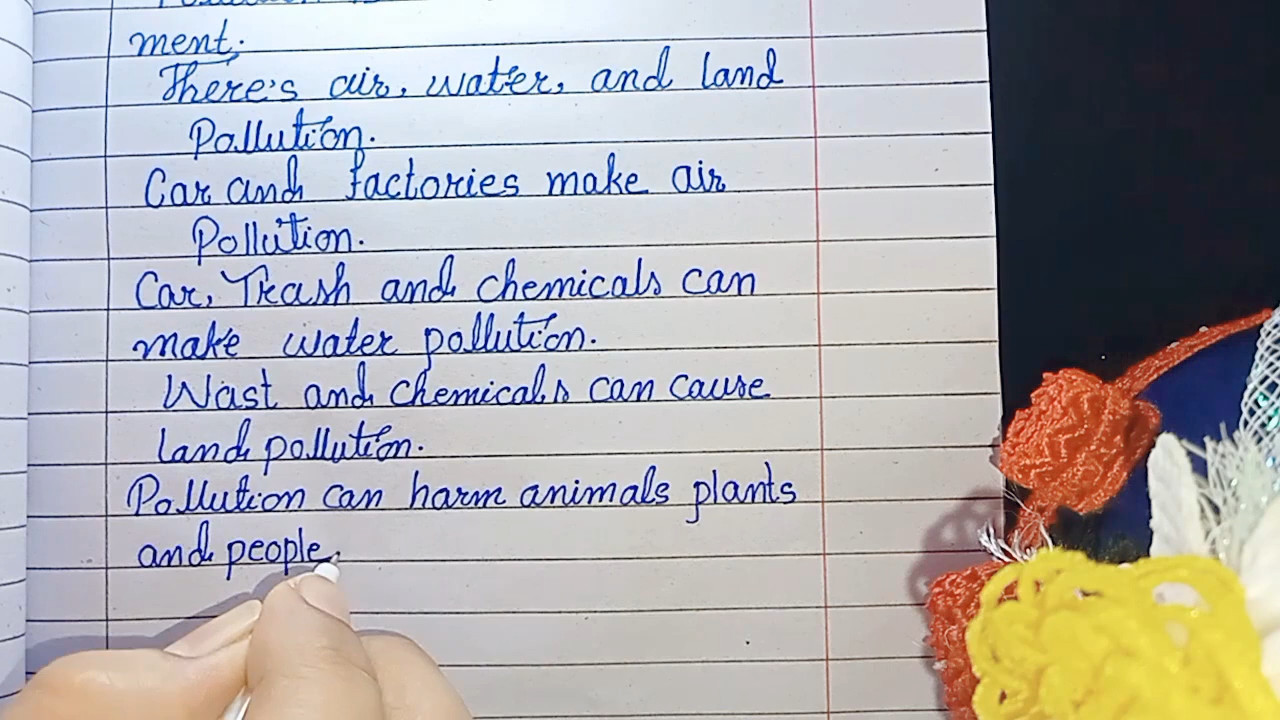 ment.
There's air, water, and land
Pollution.
Car and factories make air
Pollution.
Car, Trash and chemicals can
make water pollution.
Wast and chemicals can cause
land pollution.
Pollution can harm animals plants
and people.